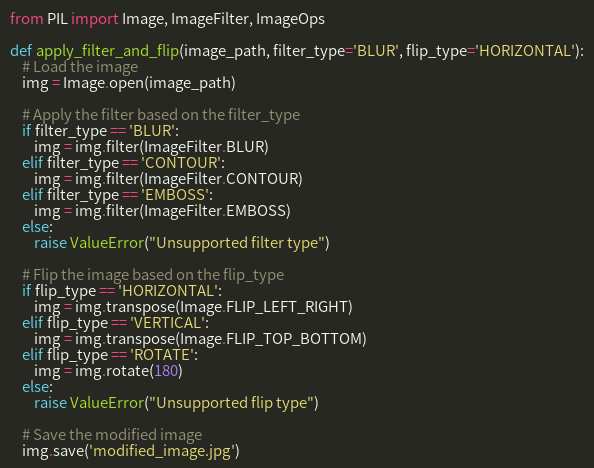 from PIL import Image, ImageFilter, ImageOps

def apply_filter_and_flip(image_path, filter_type='BLUR', flip_type='HORIZONTAL'):
    # Load the image
    img = Image.open(image_path)

    # Apply the filter based on the filter_type
    if filter_type == 'BLUR':
        img = img.filter(ImageFilter.BLUR)
    elif filter_type == 'CONTOUR':
        img = img.filter(ImageFilter.CONTOUR)
    elif filter_type == 'EMBOSS':
        img = img.filter(ImageFilter.EMBOSS)
    else:
        raise ValueError("Unsupported filter type")

    # Flip the image based on the flip_type
    if flip_type == 'HORIZONTAL':
        img = img.transpose(Image.FLIP_LEFT_RIGHT)
    elif flip_type == 'VERTICAL':
        img = img.transpose(Image.FLIP_TOP_BOTTOM)
    elif flip_type == 'ROTATE':
        img = img.rotate(180)
    else:
        raise ValueError("Unsupported flip type")

    # Save the modified image
    img.save('modified_image.jpg')